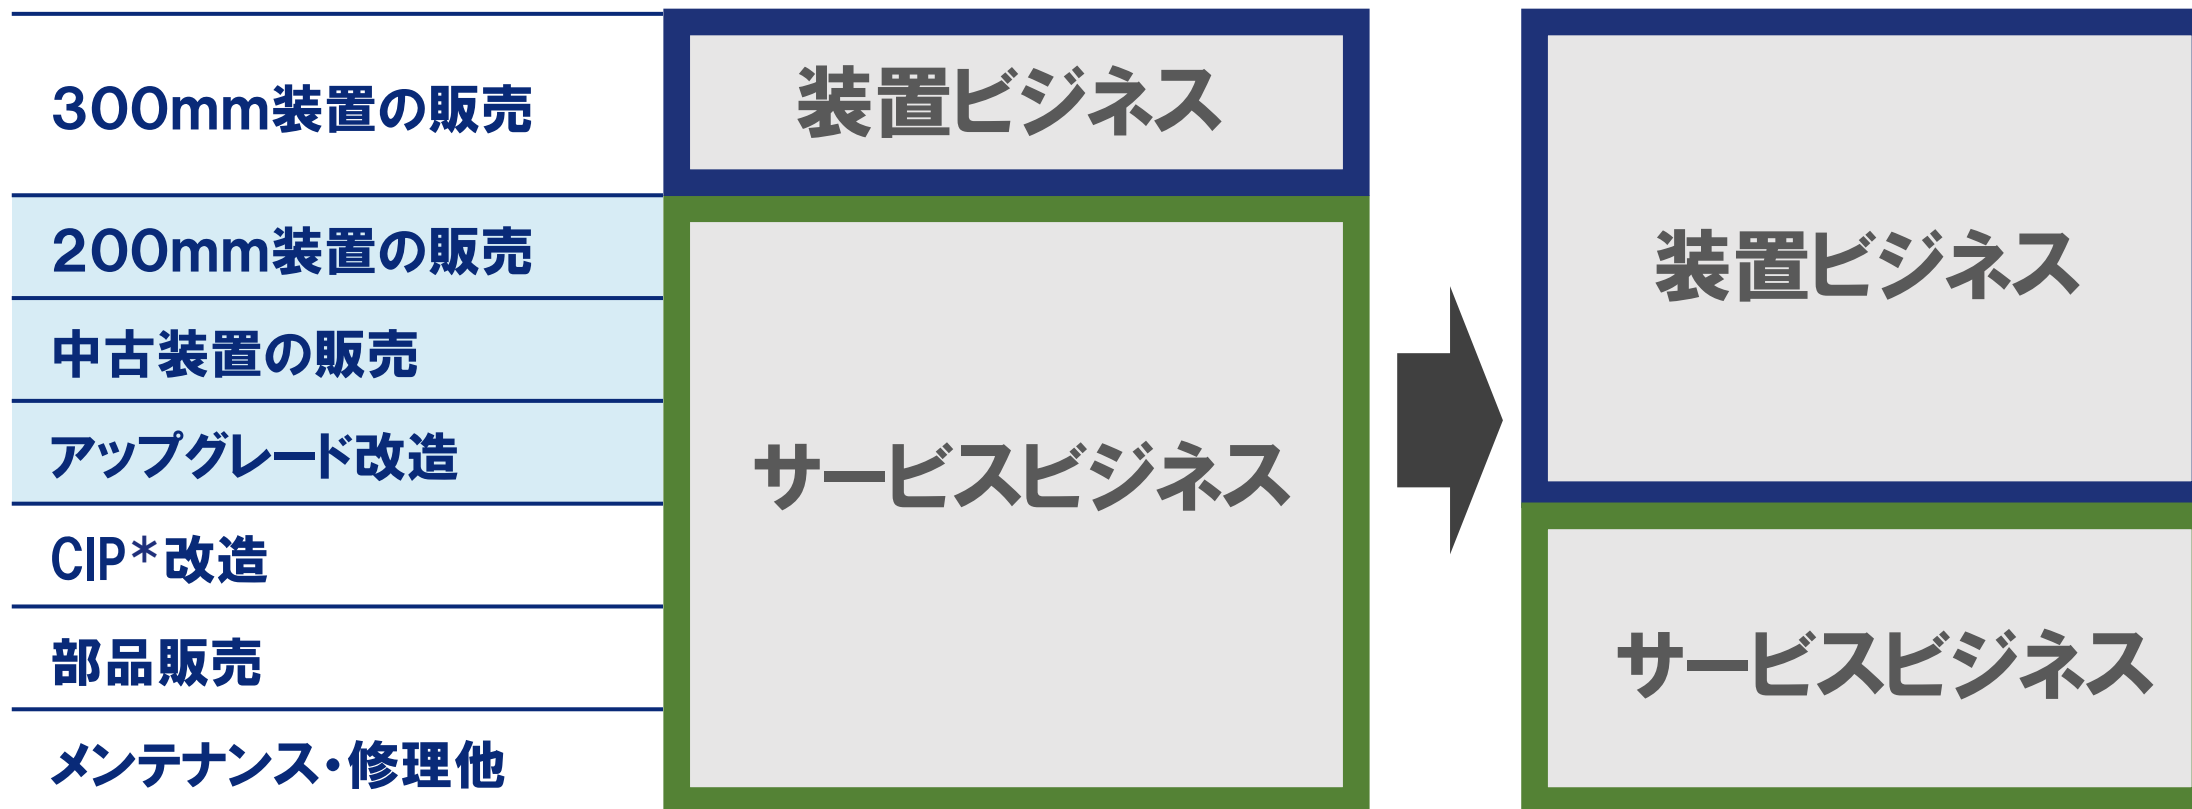 300mm装置の販売
200mm装置の販売
中古装置の販売
アップグレード改造
CIP*改造
部品販売
メンテナンス・修理他
装置ビジネス
サービスビジネス
装置ビジネス
サービスビジネス